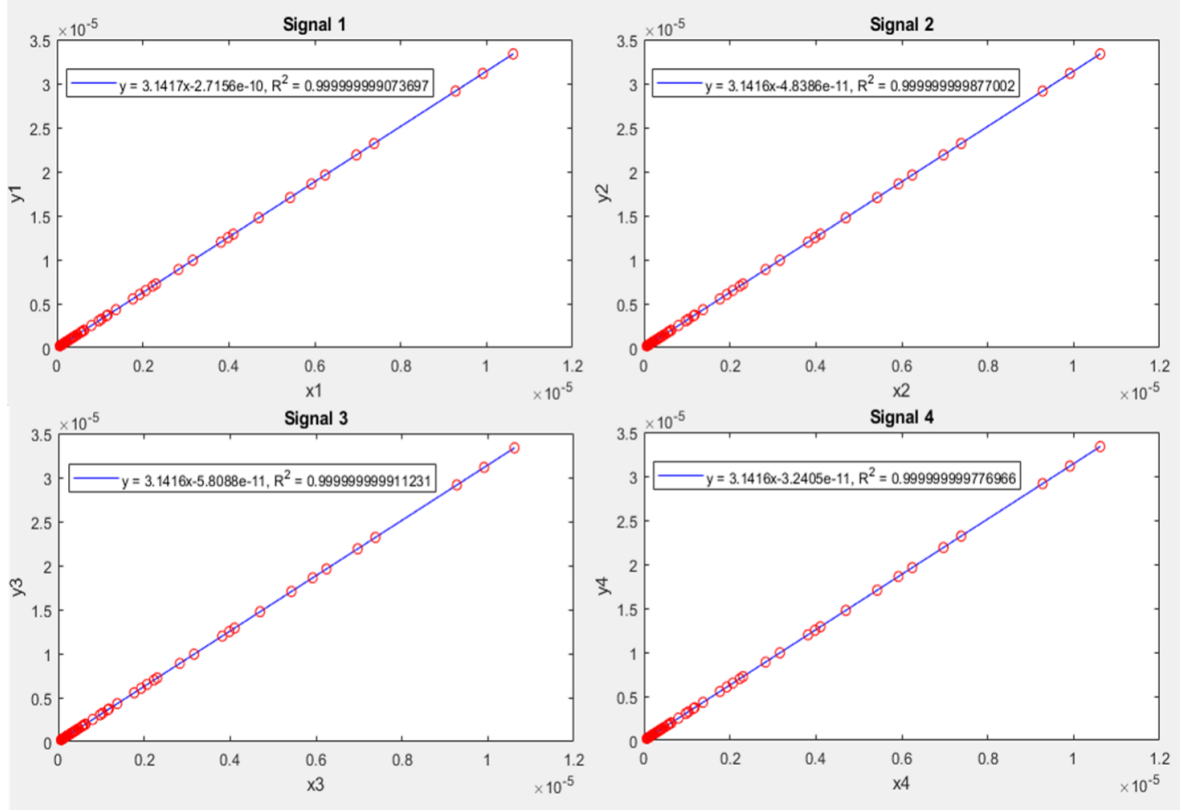 Signal 1
×10^-5
3.5
3
2.5
2
1.5
1
0.5
0
y1
y = 3.1417x-2.7156e-10, R^2 = 0.999999999073697
0 0.2 0.4 0.6 0.8 1 1.2
x1
×10^-5
Signal 2
×10^-5
3.5
3
2.5
2
1.5
1
0.5
0
y2
y = 3.1416x-4.8386e-11, R^2 = 0.999999999877002
0 0.2 0.4 0.6 0.8 1 1.2
x2
×10^-5
Signal 3
×10^-5
3.5
3
2.5
2
1.5
1
0.5
0
y3
y = 3.1416x-5.8088e-11, R^2 = 0.999999999911231
0 0.2 0.4 0.6 0.8 1 1.2
x3
×10^-5
Signal 4
×10^-5
3.5
3
2.5
2
1.5
1
0.5
0
y4
y = 3.1416x-3.2405e-11, R^2 = 0.999999999776966
0 0.2 0.4 0.6 0.8 1 1.2
x4
×10^-5